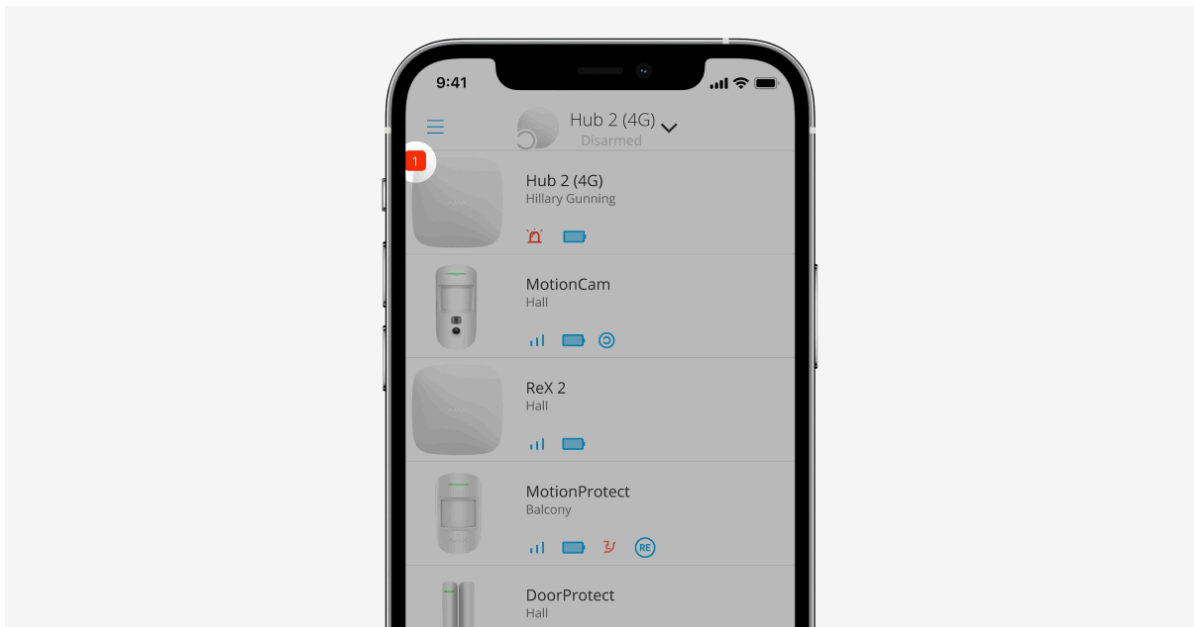 9:41
Hub 2 (4G)
Disarmed
1
Hub 2 (4G)
Hillary Gunning
MotionCam
Hall
ReX 2
Hall
MotionProtect
Balcony
RE
DoorProtect
Hall